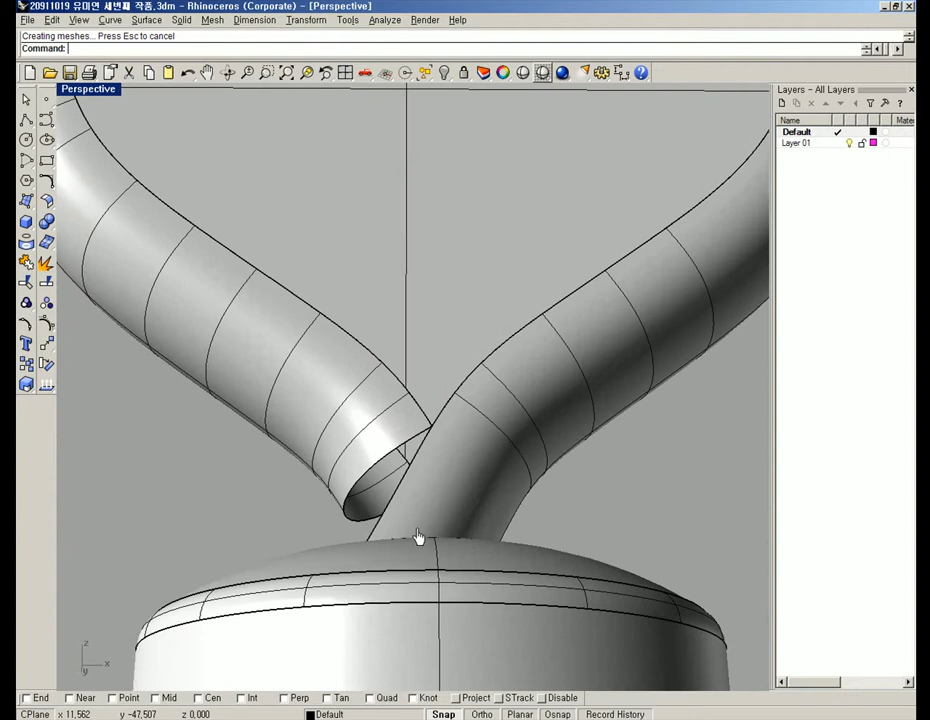 20911019 유미연 세번째 작품.3dm - Rhinoceros (Corporate) - [Perspective]
File Edit View Curve Surface Solid Mesh Dimension Transform Tools Analyze Render Help
Creating meshes... Press Esc to cancel
Command:
Perspective
Layers - All Layers
Name Mater
Default
Layer 01
z
x
y
End Near Point Mid Cen Int Perp Tan Quad Knot Project STrack Disable
CPlane x 11,562 y -47,507 z 0,000 Default Snap Ortho Planar Osnap Record History